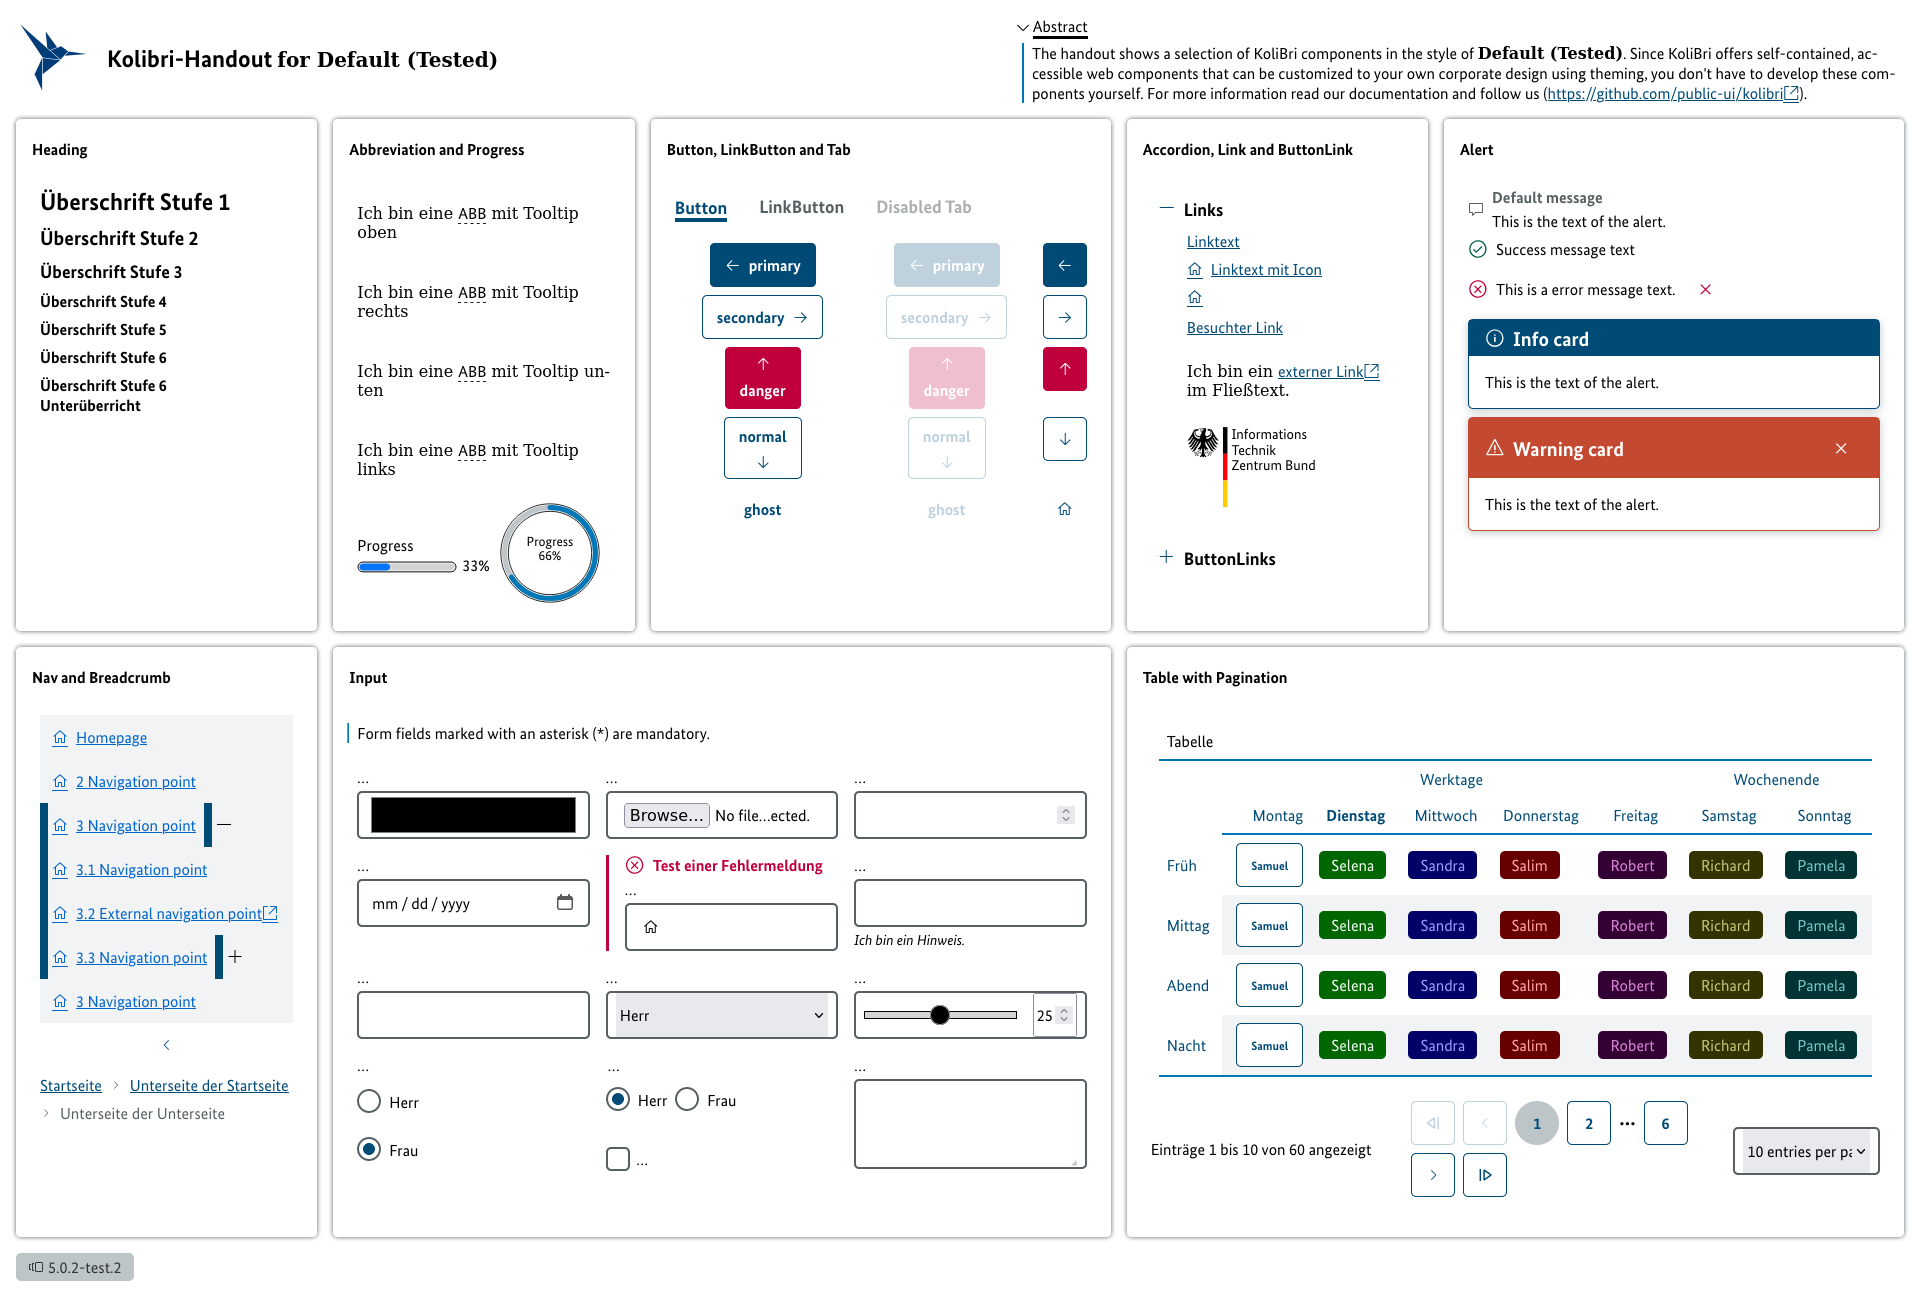 Kolibri-Handout for Default (Tested)
Abstract
The handout shows a selection of KoliBri components in the style of Default (Tested). Since KoliBri offers self-contained, ac-
cessible web components that can be customized to your own corporate design using theming, you don't have to develop these com-
ponents yourself. For more information read our documentation and follow us (https://github.com/public-ui/kolibri).
Heading
Überschrift Stufe 1
Überschrift Stufe 2
Überschrift Stufe 3
Überschrift Stufe 4
Überschrift Stufe 5
Überschrift Stufe 6
Überschrift Stufe 6
Unterüberricht
Abbreviation and Progress
Ich bin eine ABB mit Tooltip
oben
Ich bin eine ABB mit Tooltip
rechts
Ich bin eine ABB mit Tooltip un-
ten
Ich bin eine ABB mit Tooltip
links
Progress
33%
Progress
66%
Button, LinkButton and Tab
Button LinkButton Disabled Tab
primary primary
secondary secondary
danger danger
normal normal
ghost ghost
Accordion, Link and ButtonLink
Links
Linktext
Linktext mit Icon
Besuchter Link
Ich bin ein externer Link
im Fließtext.
Informations
Technik
Zentrum Bund
ButtonLinks
Alert
Default message
This is the text of the alert.
Success message text
This is a error message text.
Info card
This is the text of the alert.
Warning card
This is the text of the alert.
Nav and Breadcrumb
Homepage
2 Navigation point
3 Navigation point
3.1 Navigation point
3.2 External navigation point
3.3 Navigation point
3 Navigation point
Startseite Unterseite der Startseite
Unterseite der Unterseite
Input
Form fields marked with an asterisk (*) are mandatory.
... ... ...
Browse... No file...ected.
...
mm / dd / yyyy
Test einer Fehlermeldung
...
...
Ich bin ein Hinweis.
... ... ...
Herr
25
...
Herr
Frau
...
Herr Frau
...
...
Table with Pagination
Tabelle
Werktage Wochenende
Montag Dienstag Mittwoch Donnerstag Freitag Samstag Sonntag
Früh Samuel Selena Sandra Salim Robert Richard Pamela
Mittag Samuel Selena Sandra Salim Robert Richard Pamela
Abend Samuel Selena Sandra Salim Robert Richard Pamela
Nacht Samuel Selena Sandra Salim Robert Richard Pamela
Einträge 1 bis 10 von 60 angezeigt
1 2 ... 6
10 entries per pa
5.0.2-test.2